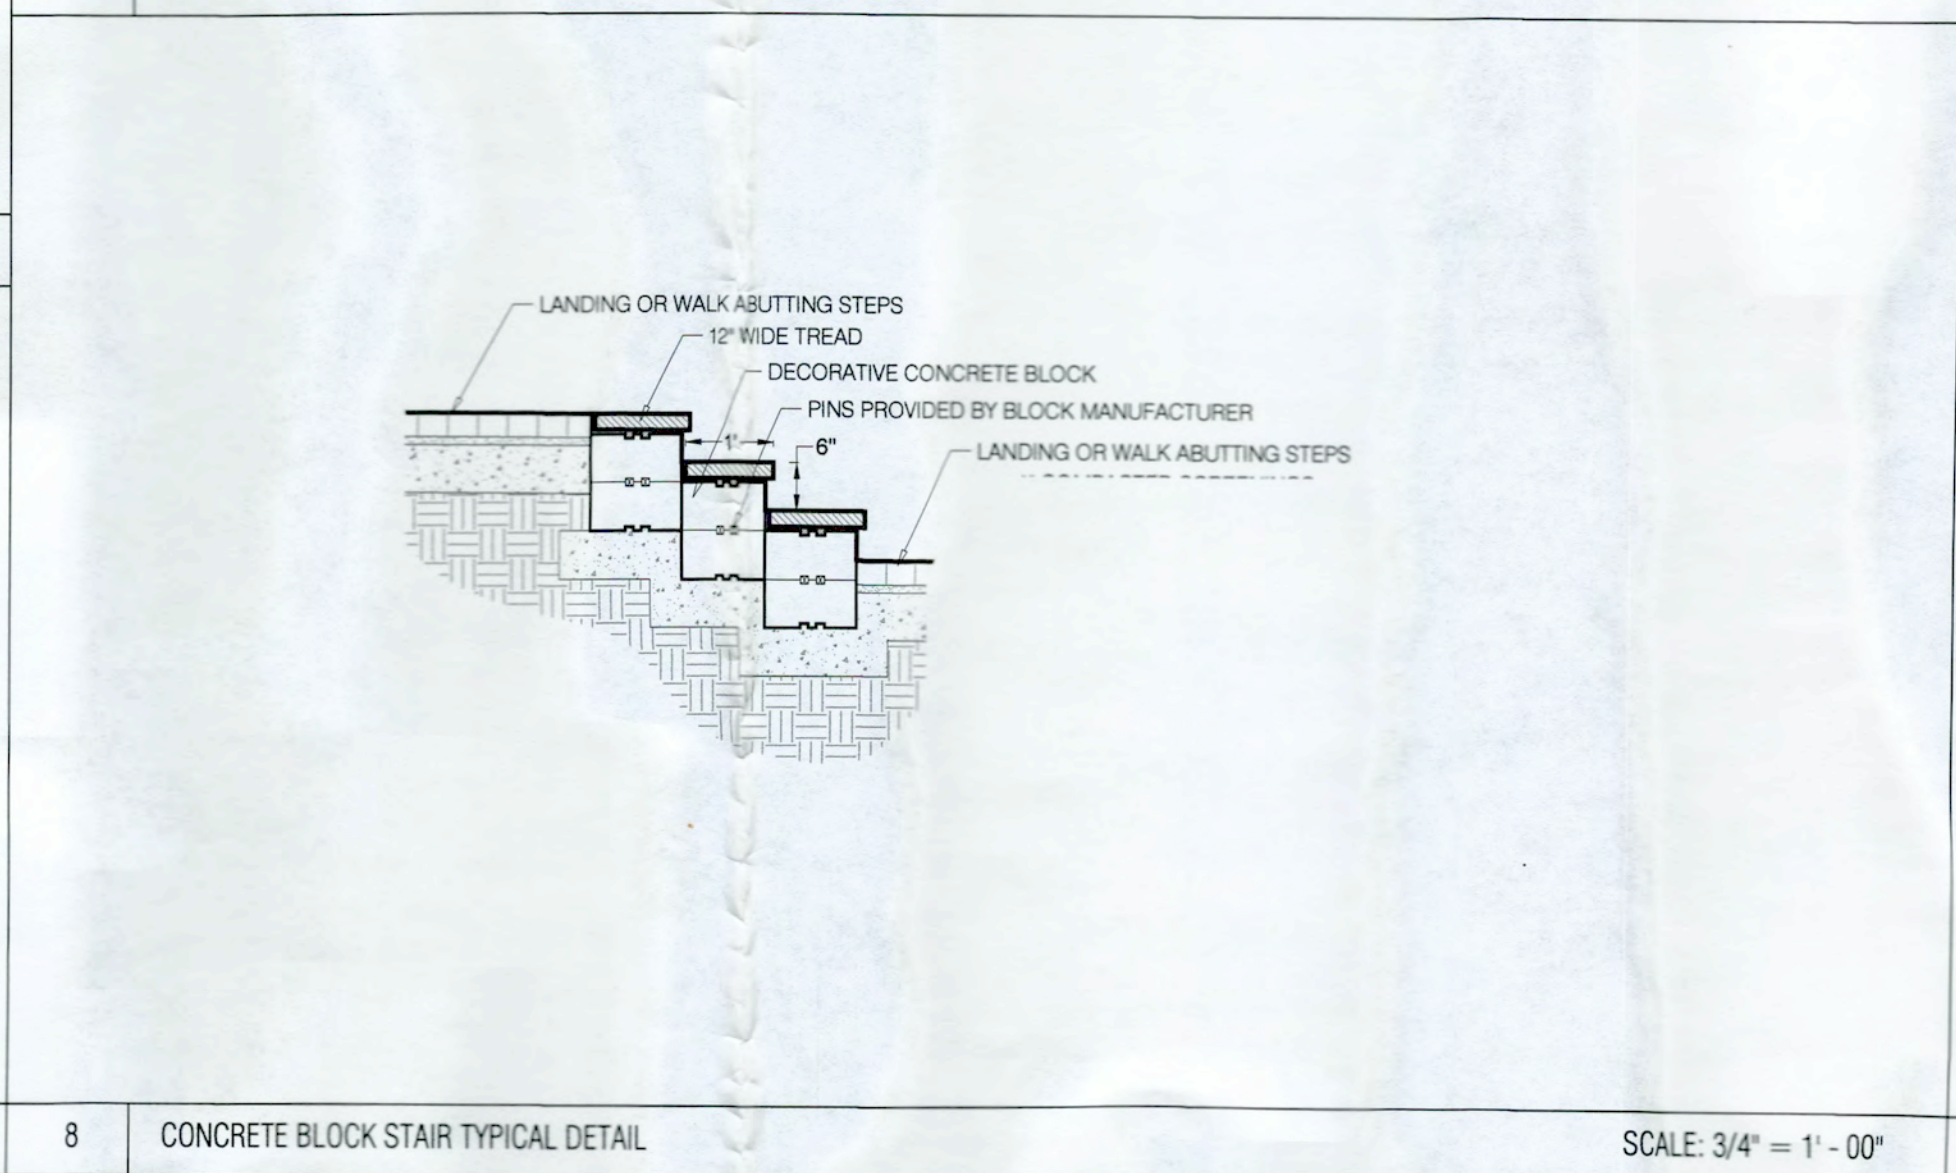 LANDING OR WALK ABUTTING STEPS
12" WIDE TREAD
DECORATIVE CONCRETE BLOCK
PINS PROVIDED BY BLOCK MANUFACTURER
1'
6"
LANDING OR WALK ABUTTING STEPS
8 CONCRETE BLOCK STAIR TYPICAL DETAIL
SCALE: 3/4" = 1' - 00"